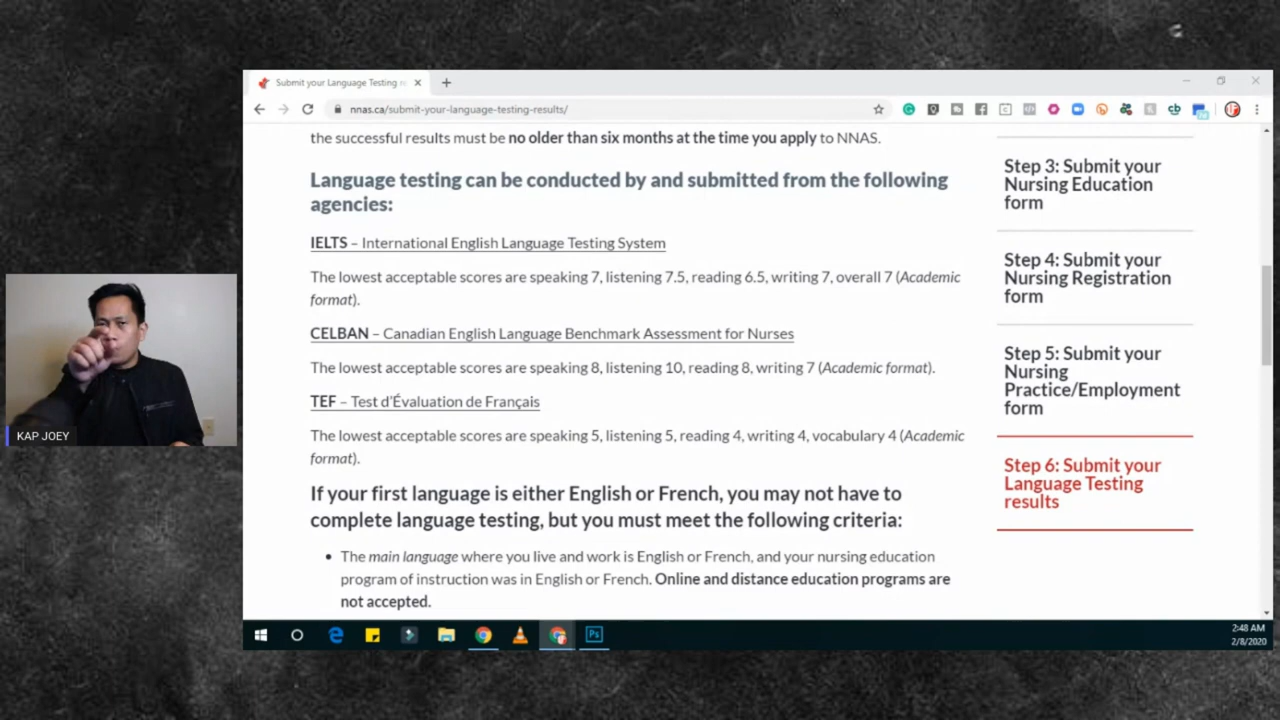 Submit your Language Testing re
nnas.ca/submit-your-language-testing-results/
the successful results must be no older than six months at the time you apply to NNAS.
Language testing can be conducted by and submitted from the following
agencies:
IELTS – International English Language Testing System
The lowest acceptable scores are speaking 7, listening 7.5, reading 6.5, writing 7, overall 7 (Academic
format).
CELBAN – Canadian English Language Benchmark Assessment for Nurses
The lowest acceptable scores are speaking 8, listening 10, reading 8, writing 7 (Academic format).
TEF – Test d'Évaluation de Français
The lowest acceptable scores are speaking 5, listening 5, reading 4, writing 4, vocabulary 4 (Academic
format).
If your first language is either English or French, you may not have to
complete language testing, but you must meet the following criteria:
• The main language where you live and work is English or French, and your nursing education
program of instruction was in English or French. Online and distance education programs are
not accepted.
Step 3: Submit your
Nursing Education
form
Step 4: Submit your
Nursing Registration
form
Step 5: Submit your
Nursing
Practice/Employment
form
Step 6: Submit your
Language Testing
results
KAP JOEY
cb
Ps
2:48 AM
2/8/2020